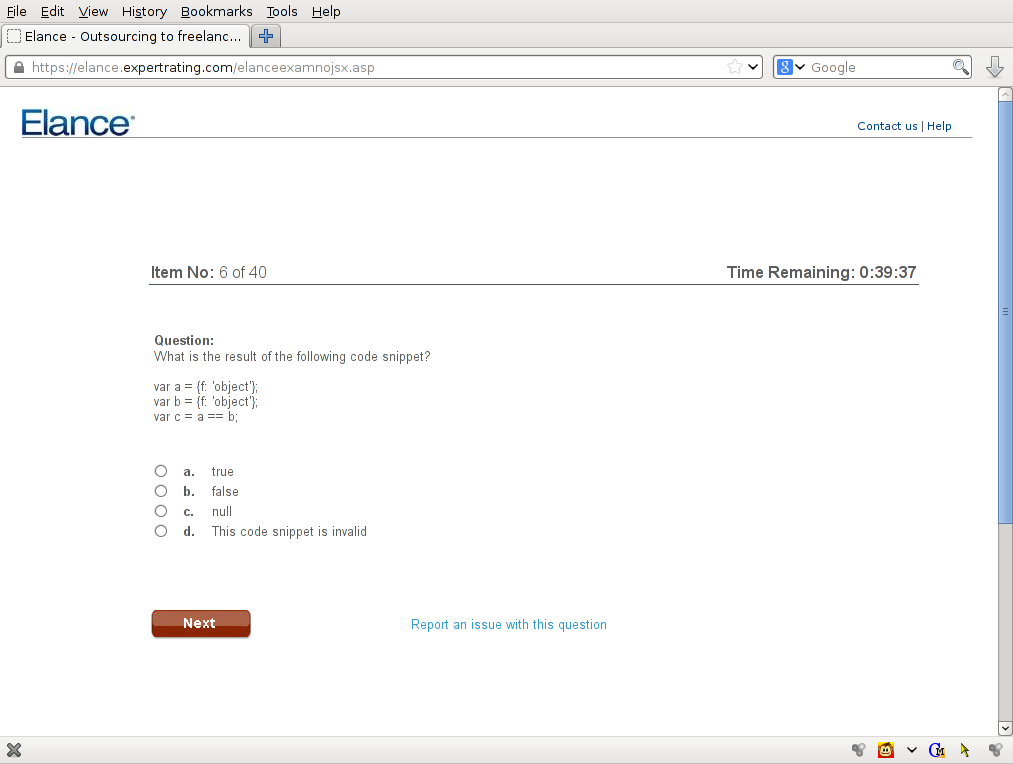 File Edit View History Bookmarks Tools Help
Elance - Outsourcing to freelanc...
https://elance.expertrating.com/elanceexamnojsx.asp
8 Google
Elance
Contact us | Help
Item No: 6 of 40
Time Remaining: 0:39:37
Question:
What is the result of the following code snippet?
var a = {f: 'object'};
var b = {f: 'object'};
var c = a == b;
a. true
b. false
c. null
d. This code snippet is invalid
Next
Report an issue with this question